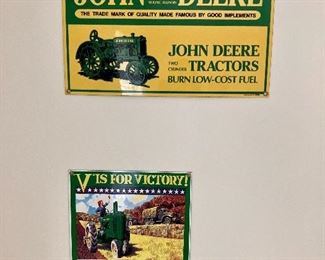 JOHN DEERE
THE TRADE MARK OF QUALITY MADE FAMOUS BY GOOD IMPLEMENTS
JOHN DEERE
TWO CYLINDER TRACTORS
BURN LOW-COST FUEL
V IS FOR VICTORY!